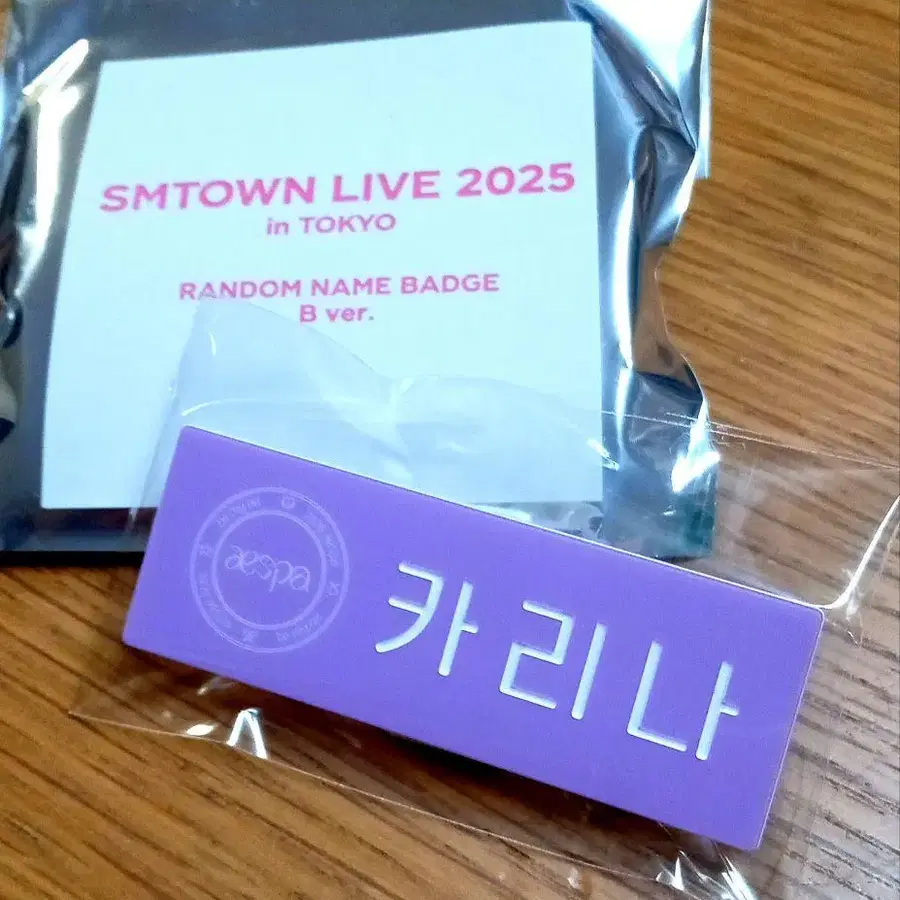 SMTOWN LIVE 2025
in TOKYO
RANDOM NAME BADGE
B ver.
aespa
카리나